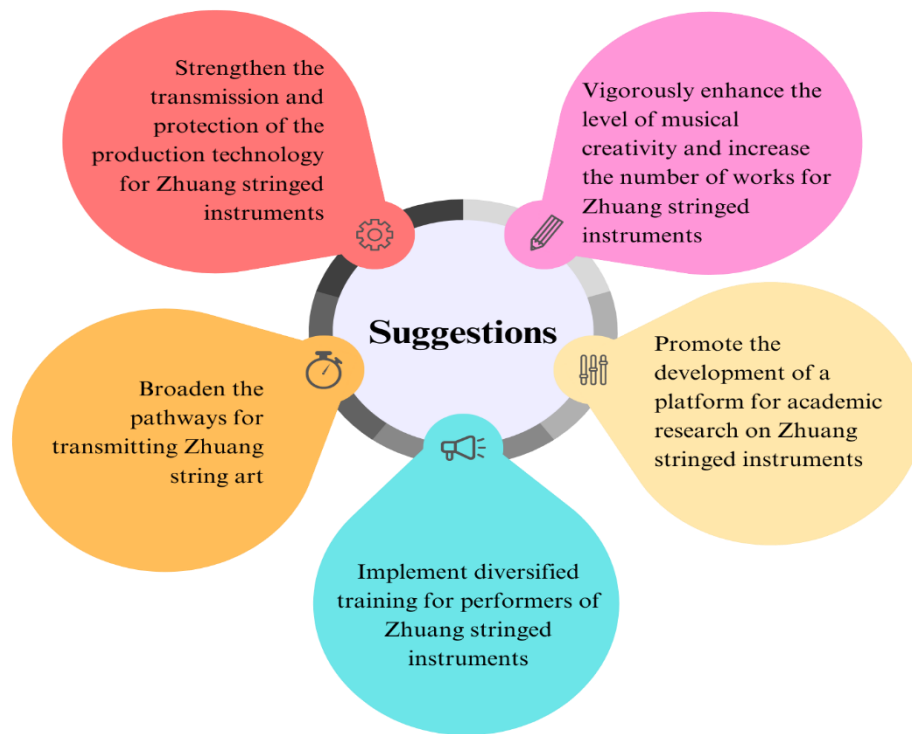 Strengthen the
transmission and
protection of the
production technology
for Zhuang stringed
instruments
Vigorously enhance the
level of musical
creativity and increase
the number of works for
Zhuang stringed
instruments
Suggestions
Broaden the
pathways for
transmitting Zhuang
string art
Promote the
development of a
platform for academic
research on Zhuang
stringed instruments
Implement diversified
training for performers of
Zhuang stringed
instruments